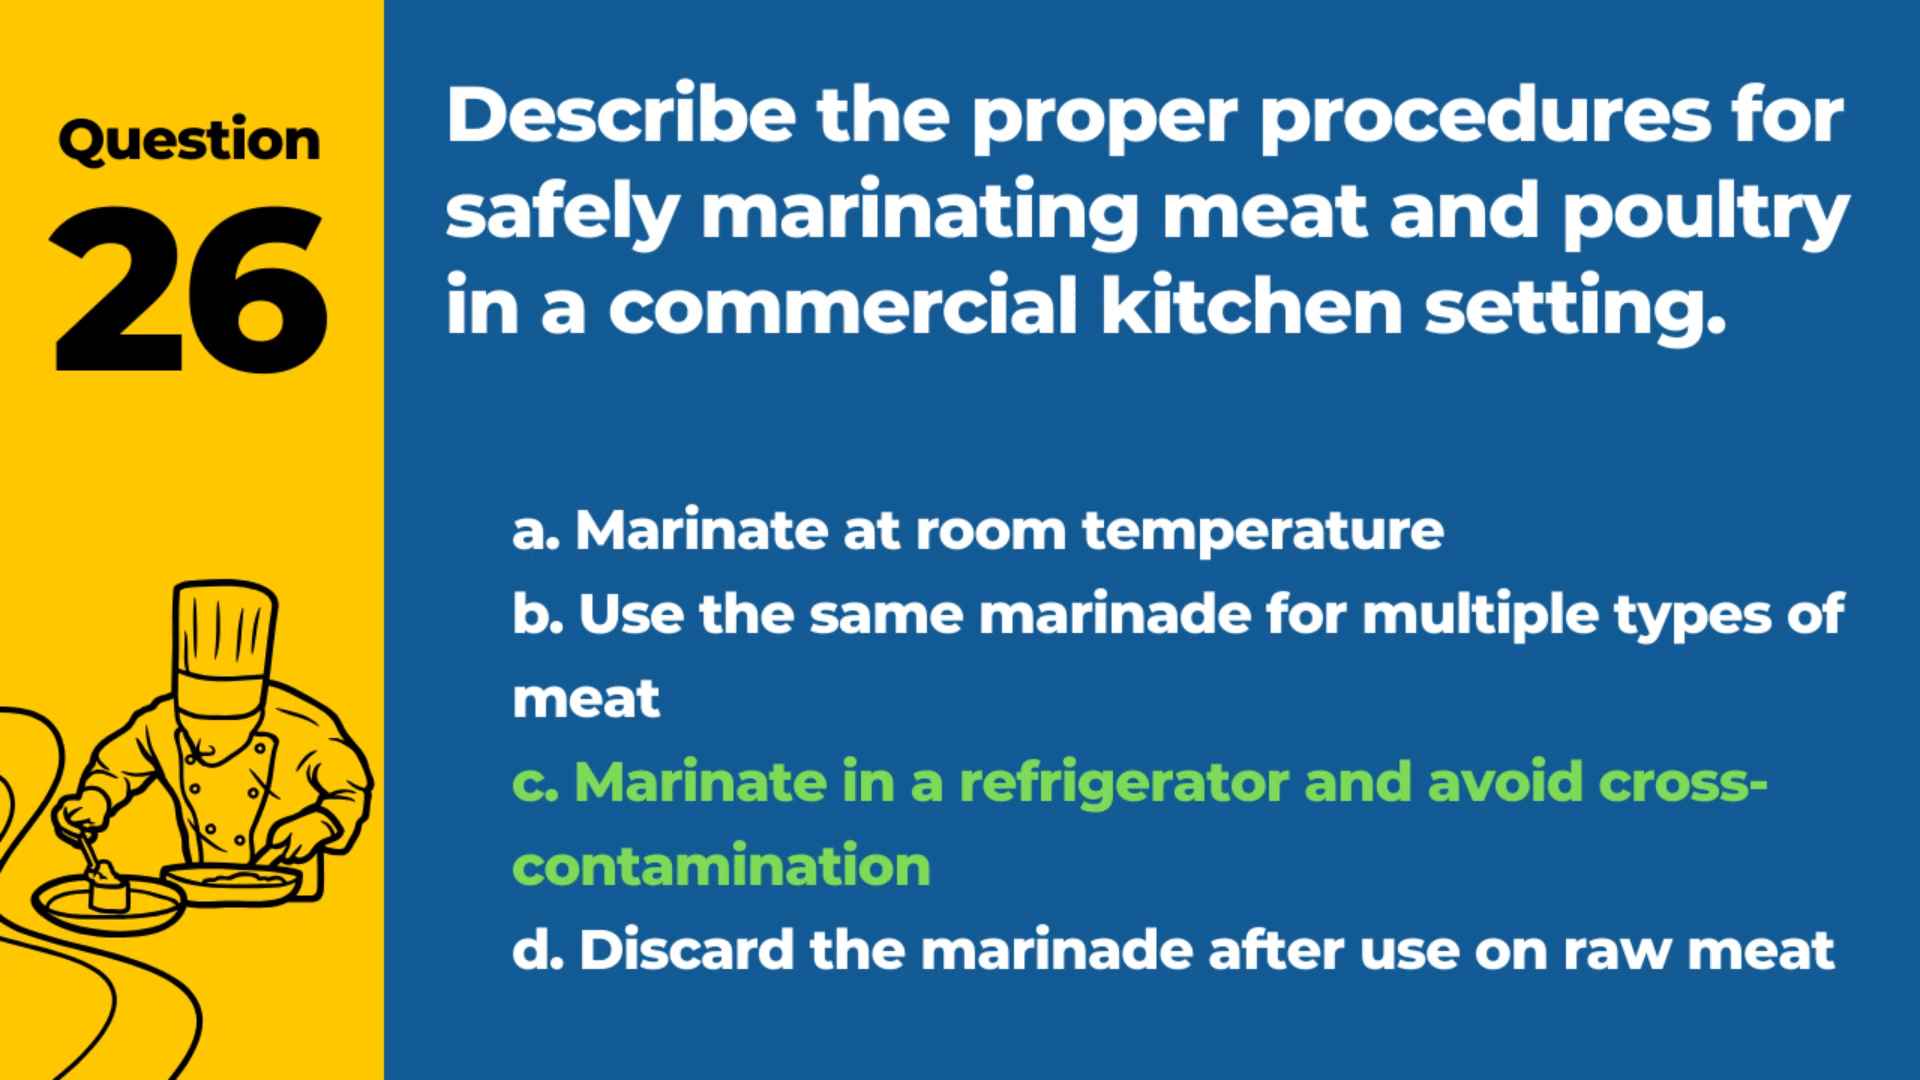 Question
26
Describe the proper procedures for
safely marinating meat and poultry
in a commercial kitchen setting.
a. Marinate at room temperature
b. Use the same marinade for multiple types of
meat
c. Marinate in a refrigerator and avoid cross-
contamination
d. Discard the marinade after use on raw meat